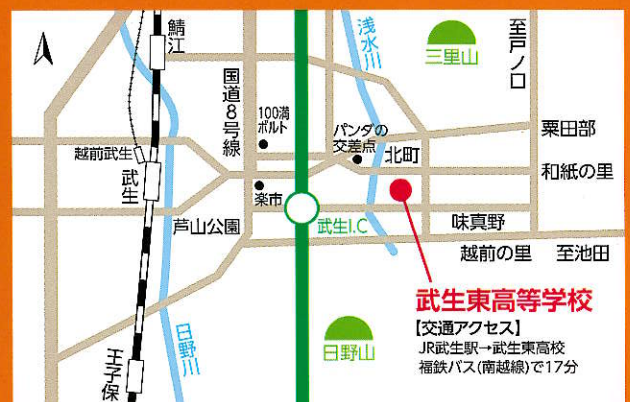 鯖江
国道8号線
浅水川
三里山
至戸ノ口
100満
ボルト
パンダの
交差点
北町
粟田部
越前武生
武生
和紙の里
楽市
芦山公園
武生I.C
味真野
越前の里
至池田
武生東高等学校
【交通アクセス】
JR武生駅→武生東高校
福鉄バス(南越線)で17分
日野川
日野山
王子保